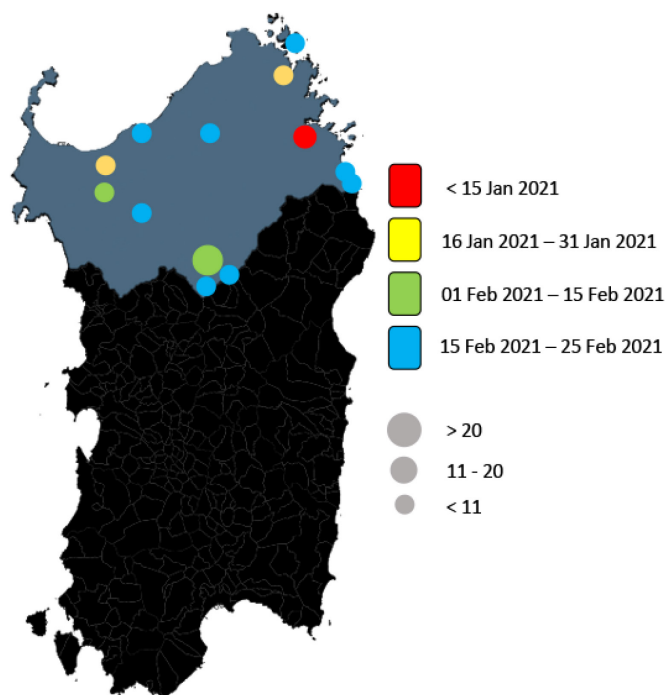 < 15 Jan 2021
16 Jan 2021 – 31 Jan 2021
01 Feb 2021 – 15 Feb 2021
15 Feb 2021 – 25 Feb 2021
> 20
11 - 20
< 11